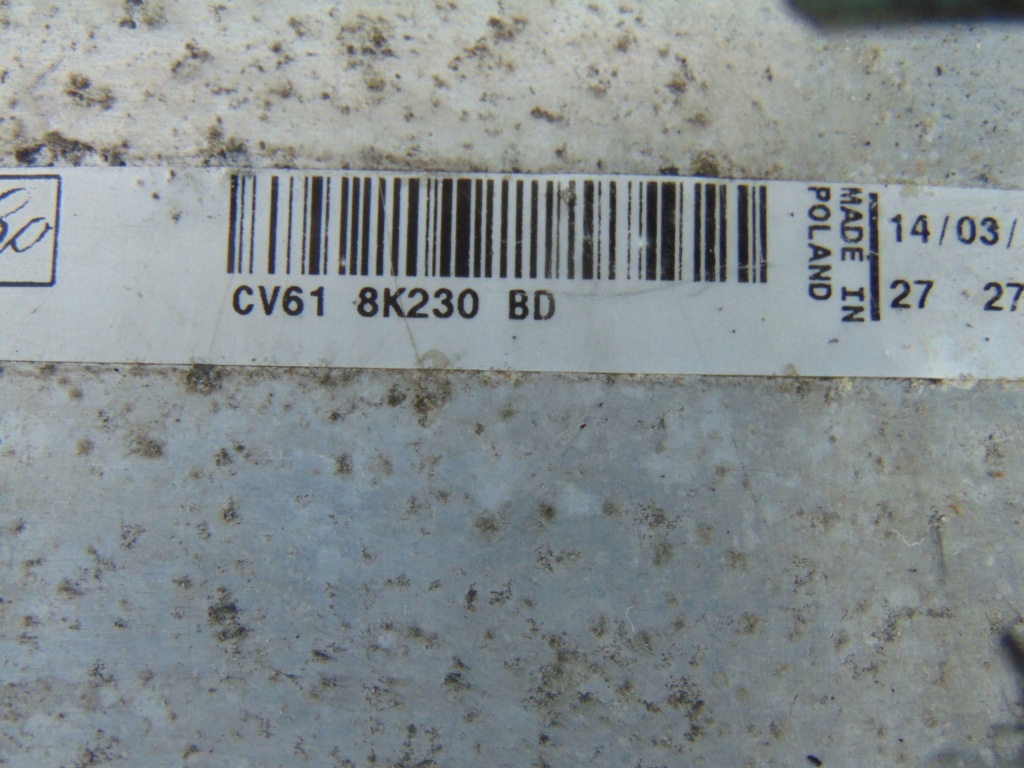 CV61 8K230 BD
MADE IN
POLAND
14/03/
27 27